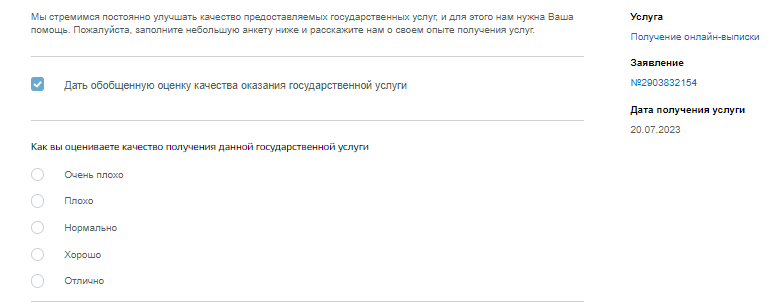 Мы стремимся постоянно улучшать качество предоставляемых государственных услуг, и для этого нам нужна Ваша
помощь. Пожалуйста, заполните небольшую анкету ниже и расскажите нам о своем опыте получения услуг.
Дать обобщенную оценку качества оказания государственной услуги
Как вы оцениваете качество получения данной государственной услуги
Очень плохо
Плохо
Нормально
Хорошо
Отлично
Услуга
Получение онлайн-выписки
Заявление
№2903832154
Дата получения услуги
20.07.2023